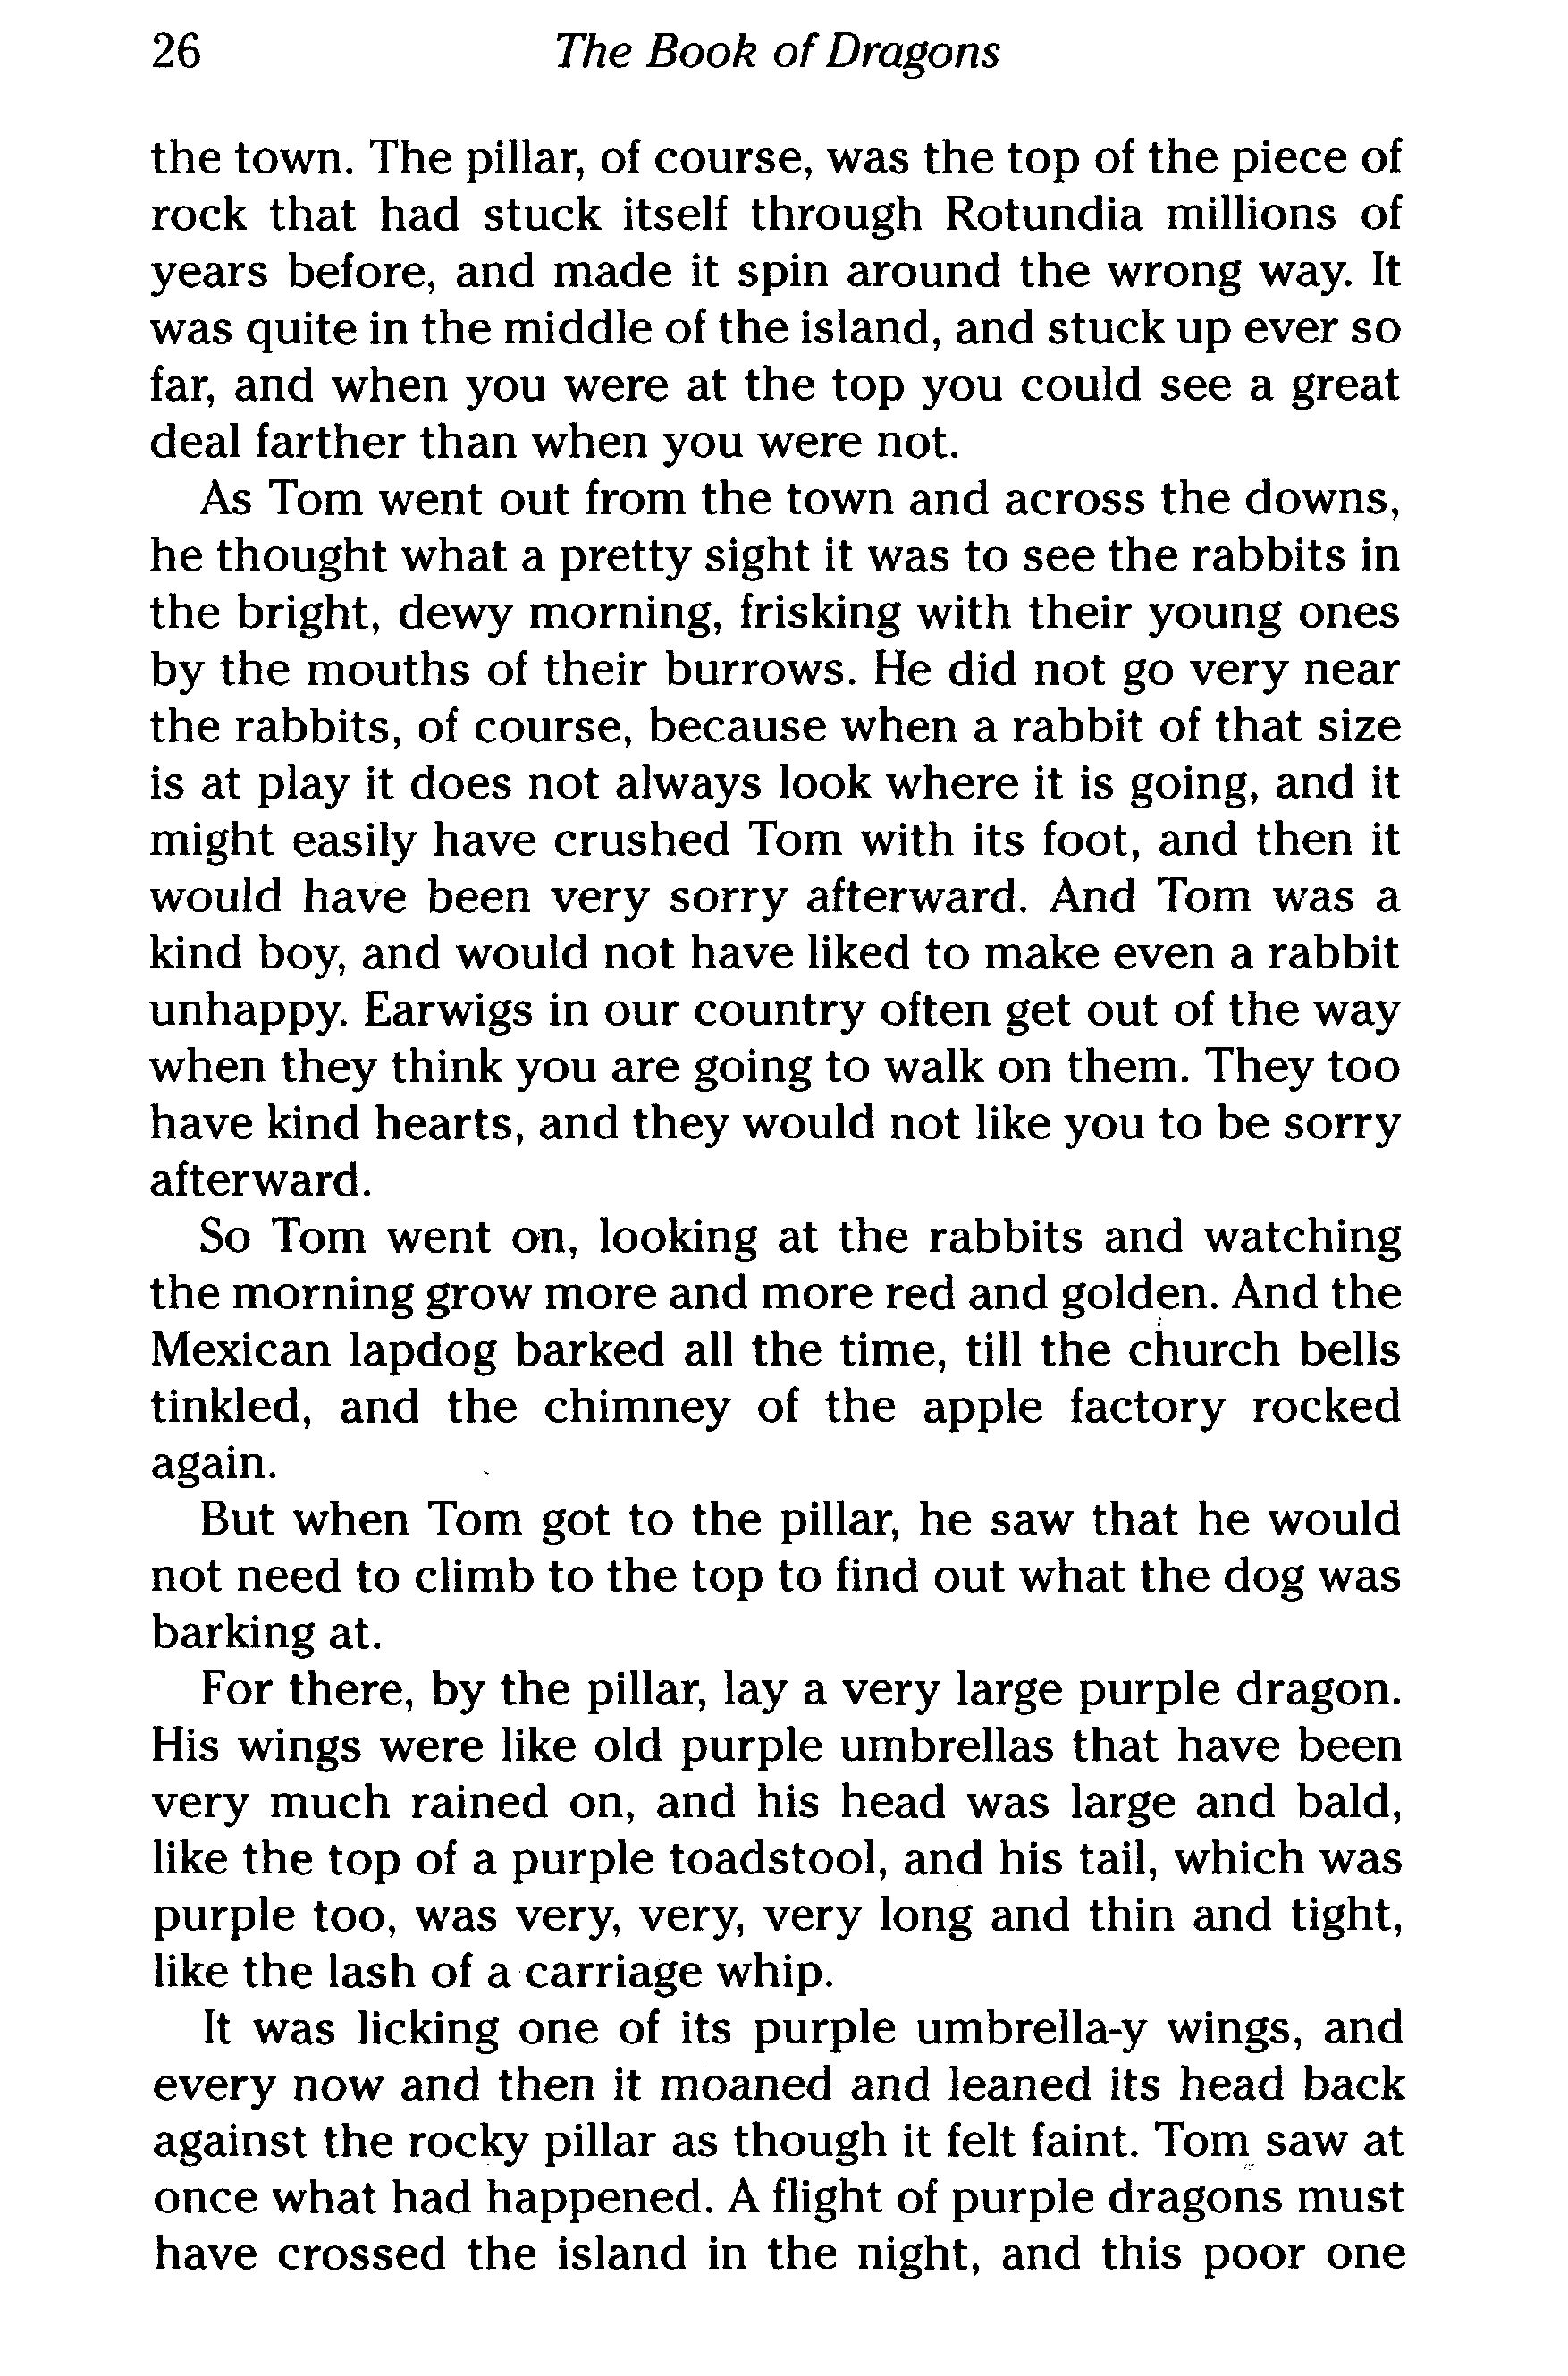 26 The Book of Dragons
the town. The pillar, of course, was the top of the piece of
rock that had stuck itself through Rotundia millions of
years before, and made it spin around the wrong way. It
was quite in the middle of the island, and stuck up ever so
far, and when you were at the top you could see a great
deal farther than when you were not.
As Tom went out from the town and across the downs,
he thought what a pretty sight it was to see the rabbits in
the bright, dewy morning, frisking with their young ones
by the mouths of their burrows. He did not go very near
the rabbits, of course, because when a rabbit of that size
is at play it does not always look where it is going, and it
might easily have crushed Tom with its foot, and then it
would have been very sorry afterward. And Tom was a
kind boy, and would not have liked to make even a rabbit
unhappy. Earwigs in our country often get out of the way
when they think you are going to walk on them. They too
have kind hearts, and they would not like you to be sorry
afterward.
So Tom went on, looking at the rabbits and watching
the morning grow more and more red and golden. And the
Mexican lapdog barked all the time, till the church bells
tinkled, and the chimney of the apple factory rocked
again.
But when Tom got to the pillar, he saw that he would
not need to climb to the top to find out what the dog was
barking at.
For there, by the pillar, lay a very large purple dragon.
His wings were like old purple umbrellas that have been
very much rained on, and his head was large and bald,
like the top of a purple toadstool, and his tail, which was
purple too, was very, very, very long and thin and tight,
like the lash of a carriage whip.
It was licking one of its purple umbrella-y wings, and
every now and then it moaned and leaned its head back
against the rocky pillar as though it felt faint. Tom saw at
once what had happened. A flight of purple dragons must
have crossed the island in the night, and this poor one